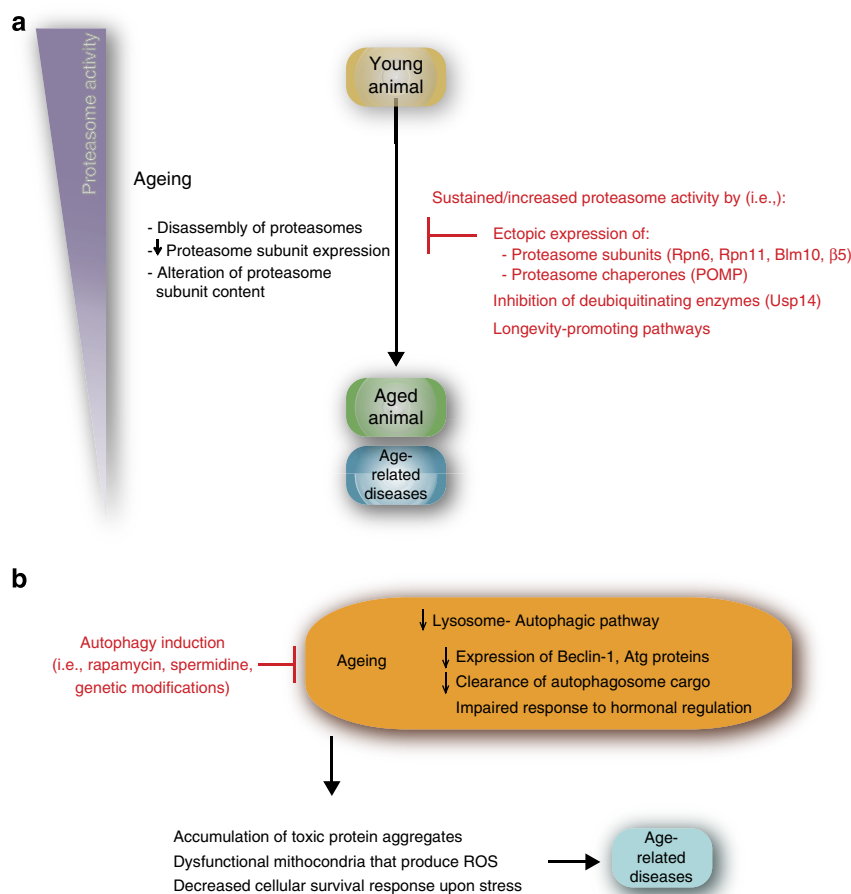 a
Proteasome activity
Young
animal
Ageing
- Disassembly of proteasomes
-↓ Proteasome subunit expression
- Alteration of proteasome
subunit content
Sustained/increased proteasome activity by (i.e.,):
Ectopic expression of:
- Proteasome subunits (Rpn6, Rpn11, Blm10, β5)
- Proteasome chaperones (POMP)
Inhibition of deubiquitinating enzymes (Usp14)
Longevity-promoting pathways
Aged
animal
Age-
related
diseases
b
↓ Lysosome- Autophagic pathway
Autophagy induction
(i.e., rapamycin, spermidine,
genetic modifications)
Ageing
↓ Expression of Beclin-1, Atg proteins
↓ Clearance of autophagosome cargo
Impaired response to hormonal regulation
Accumulation of toxic protein aggregates
Dysfunctional mithocondria that produce ROS
Decreased cellular survival response upon stress
Age-
related
diseases